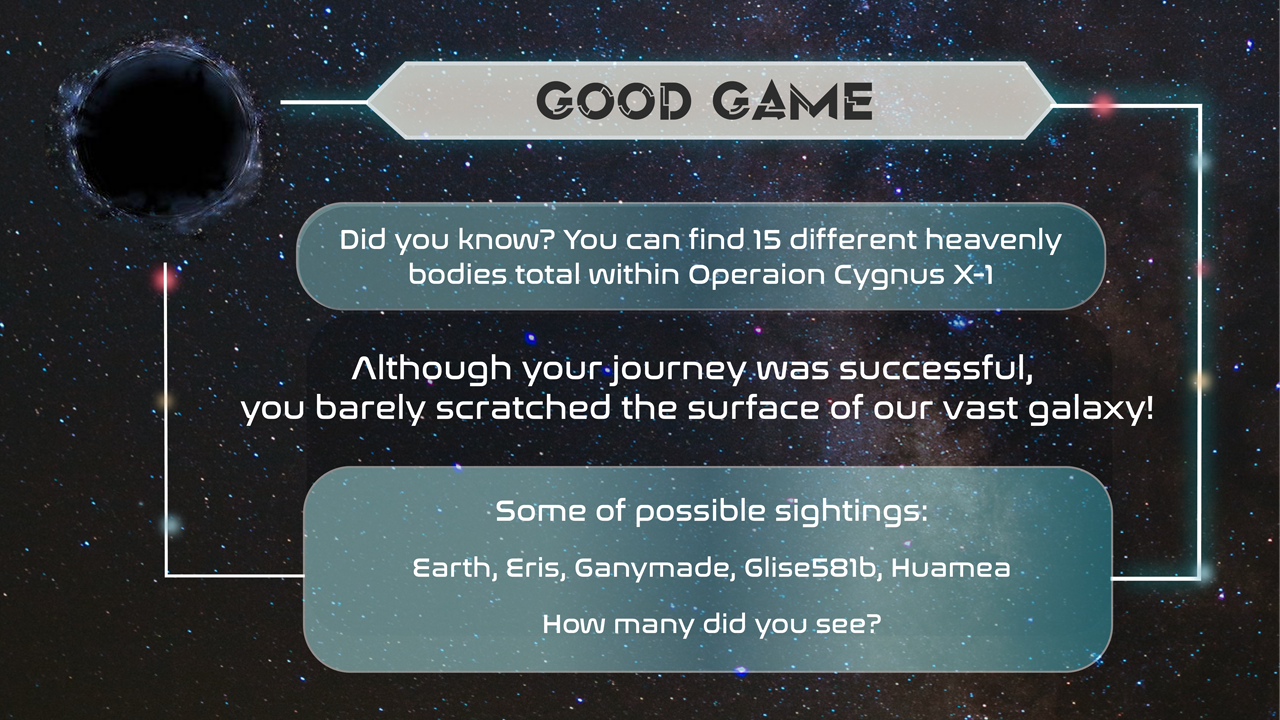 GOOD GAME
Did you know? You can find 15 different heavenly
bodies total within Operaion Cygnus X-1
Although your journey was successful,
you barely scratched the surface of our vast galaxy!
Some of possible sightings:
Earth, Eris, Ganymade, Glise581b, Huamea
How many did you see?